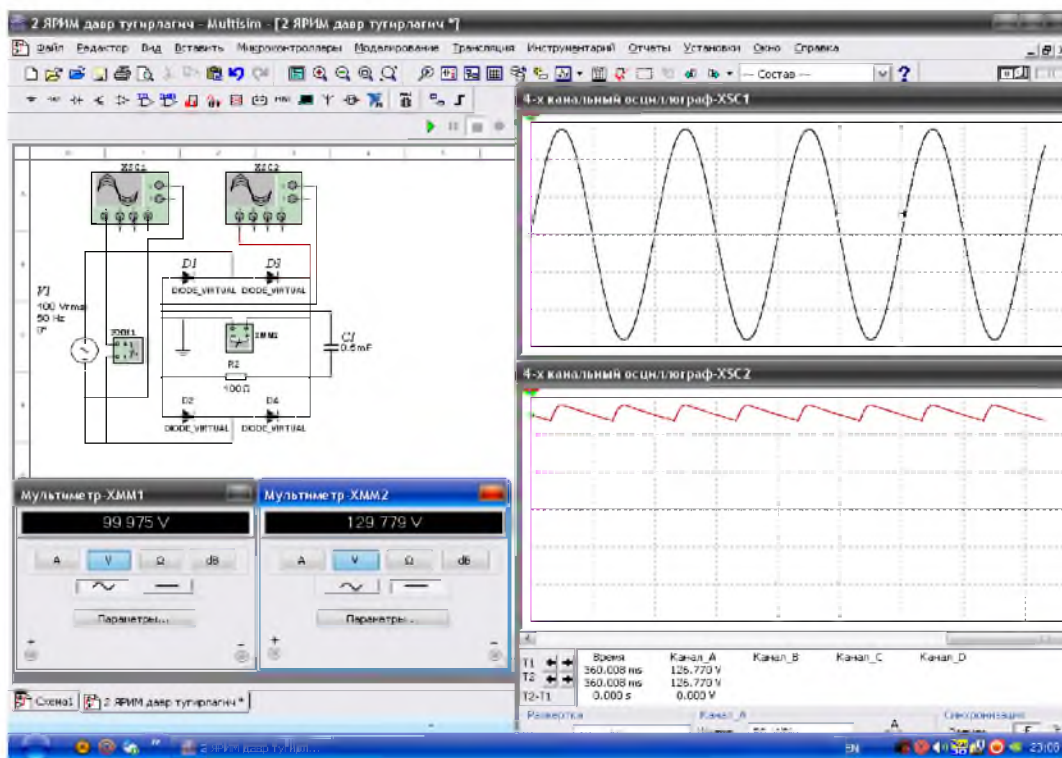 2 ЯРИМ давр тугирлагич - Multisim - [2 ЯРИМ давр тугирлагич *]
Файл Редактор Вид Вставить Микроконтроллеры Моделирование Трансляция Инструментарий Отчеты Установки Окно Справка
--- Состав ---
4-х канальный осциллограф-XSC1
XSC1 XSC2
D1 D3
DIODE_VIRTUAL DIODE_VIRTUAL
V1
100 Vrms
50 Hz
0°
XMM1
XMM2
C1
0.6mF
R2
100Ω
D2 D4
DIODE_VIRTUAL DIODE_VIRTUAL
4-х канальный осциллограф-XSC2
Мультиметр-XMM1
99.975 V
A V Ω dB
Параметры...
+ -
Мультиметр-XMM2
129.779 V
A V Ω dB
Параметры...
+ -
Время Канал_A Канал_B Канал_C Канал_D
T1 360.008 ms 126.770 V
T2 360.008 ms 126.770 V
T2-T1 0.000 s 0.000 V
Развертка Канал_A Синхронизация
A
Схема1 2 ЯРИМ давр тугирлагич *
2 ЯРИМ давр тугирл...
EN 23:08